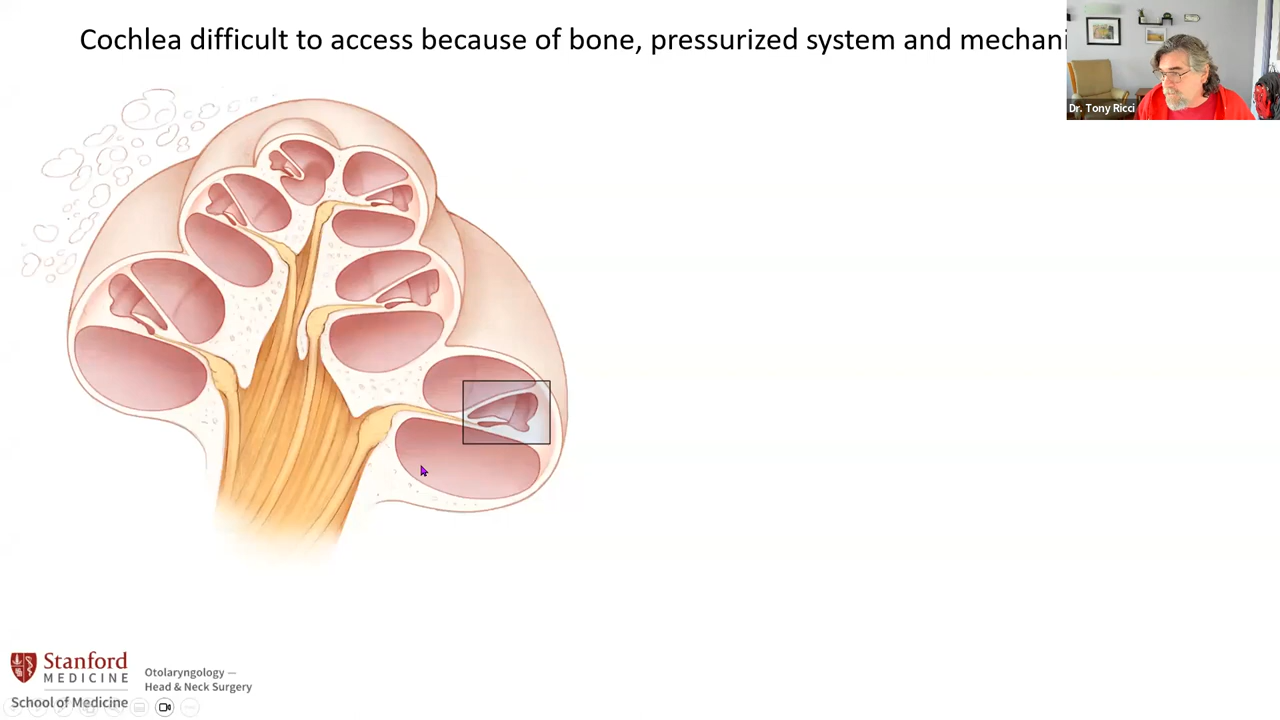 Cochlea difficult to access because of bone, pressurized system and
Dr. Tony Ricci
Stanford
MEDICINE
School of Medicine
Otolaryngology —
Head & Neck Surgery